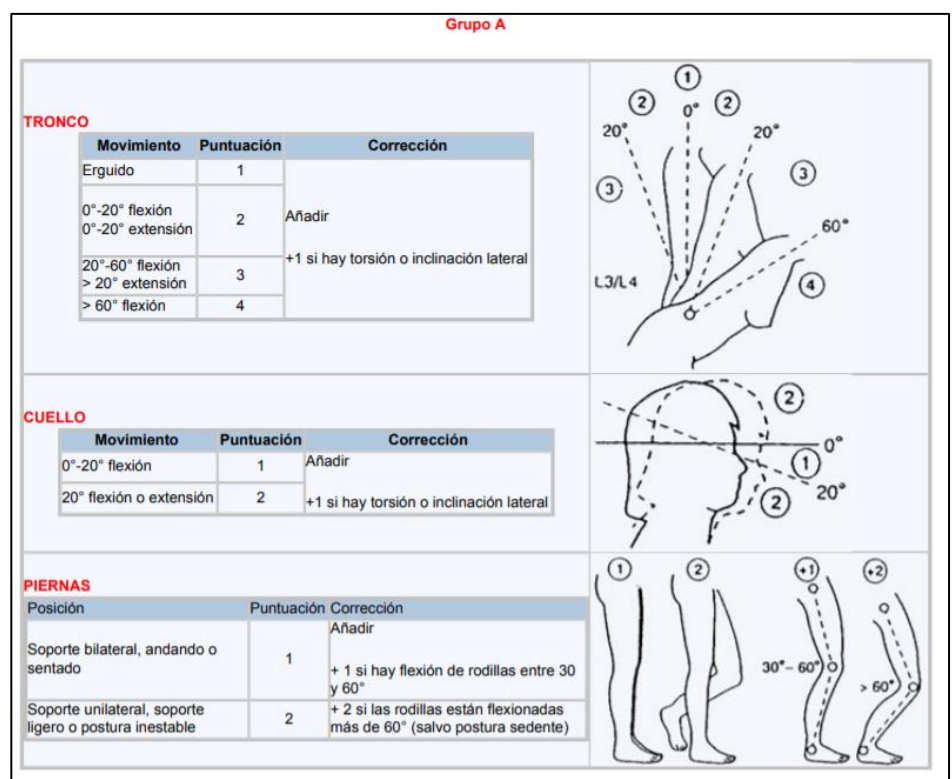 Grupo A
TRONCO
Movimiento Puntuación Corrección
Erguido 1
0°-20° flexión
0°-20° extensión
2
Añadir
+1 si hay torsión o inclinación lateral
20°-60° flexión
> 20° extensión
3
> 60° flexión 4
1
2 0° 2
20° 20°
3 3
60°
L3/L4
4
CUELLO
Movimiento Puntuación Corrección
0°-20° flexión 1
20° flexión o extensión 2
Añadir
+1 si hay torsión o inclinación lateral
2
0°
1
20°
2
PIERNAS
Posición Puntuación Corrección
Soporte bilateral, andando o
sentado
1
Añadir
+ 1 si hay flexión de rodillas entre 30
y 60°
Soporte unilateral, soporte
ligero o postura inestable
2
+ 2 si las rodillas están flexionadas
más de 60° (salvo postura sedente)
1 2 +1 +2
30°– 60°
> 60°